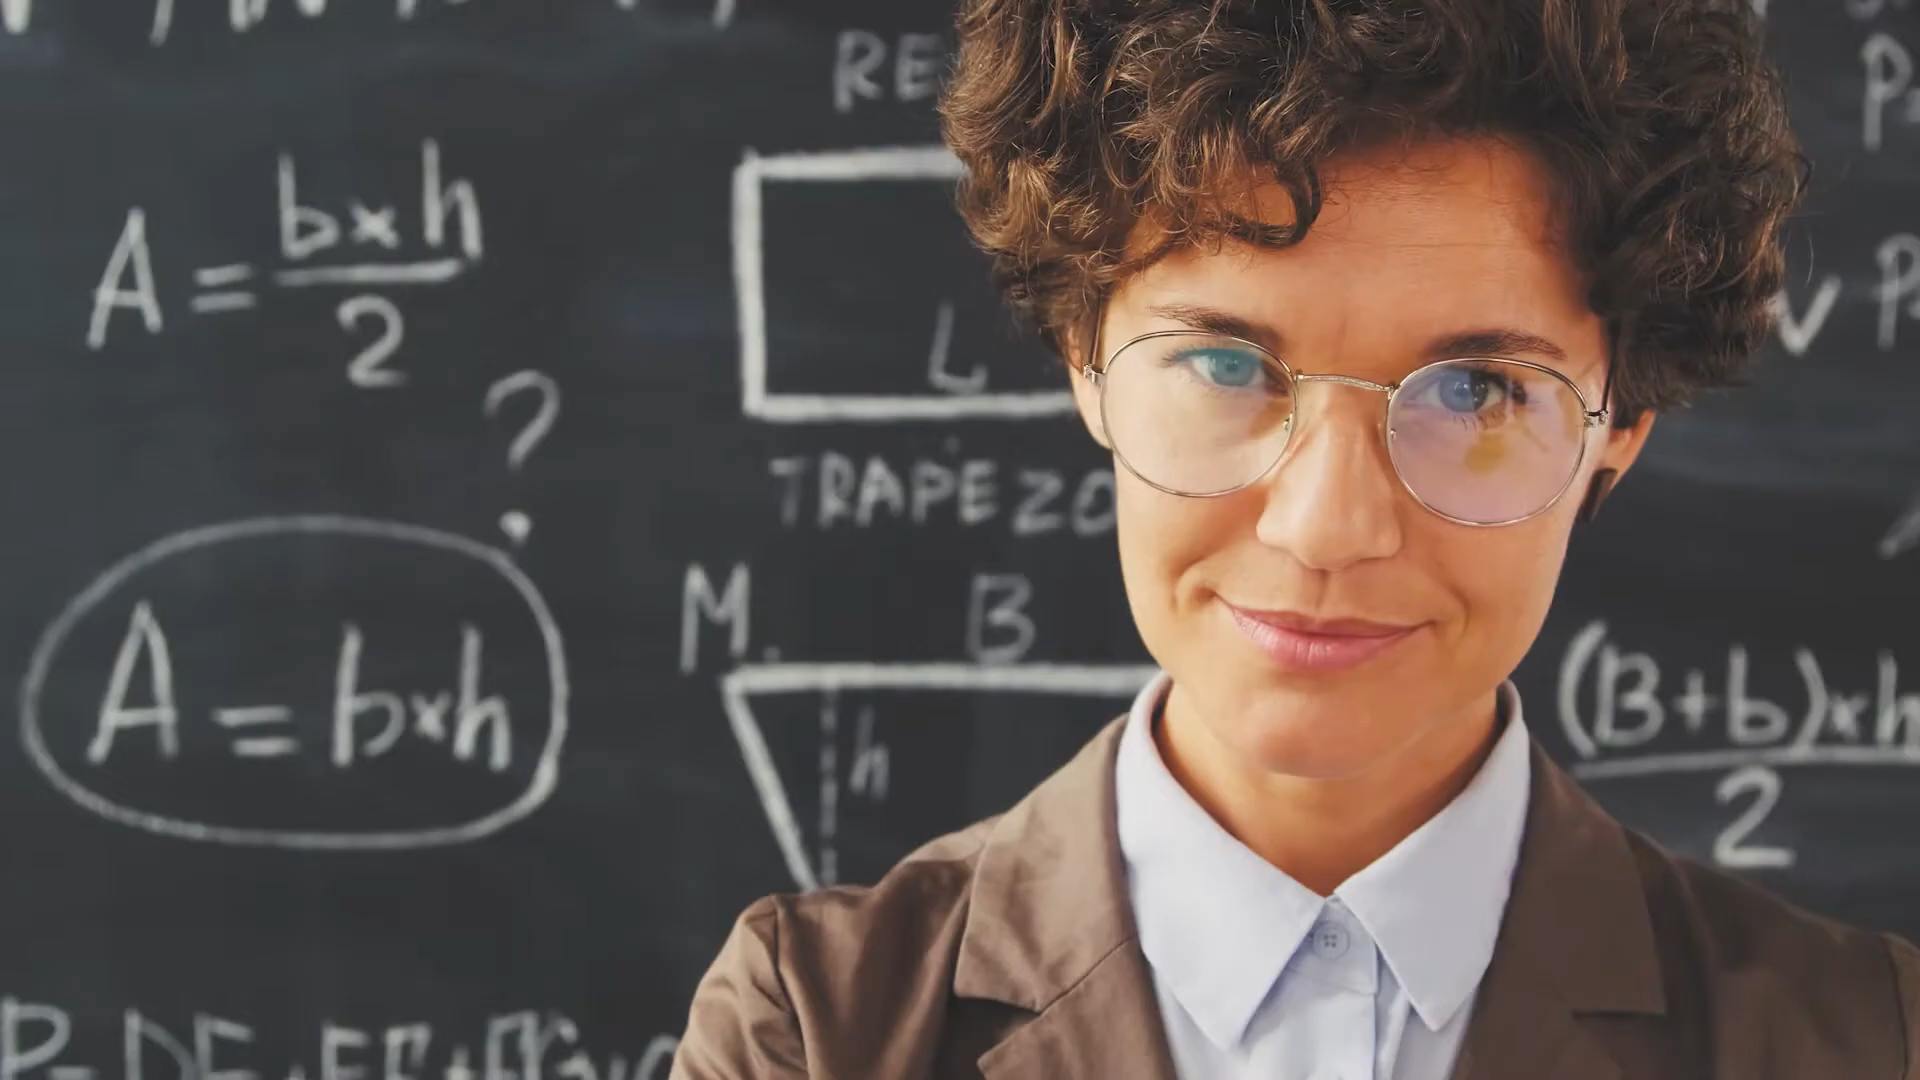 RE
A = b×h / 2
?
L
TRAPEZO
M. B
A = b×h
h
(B+b)×h
2